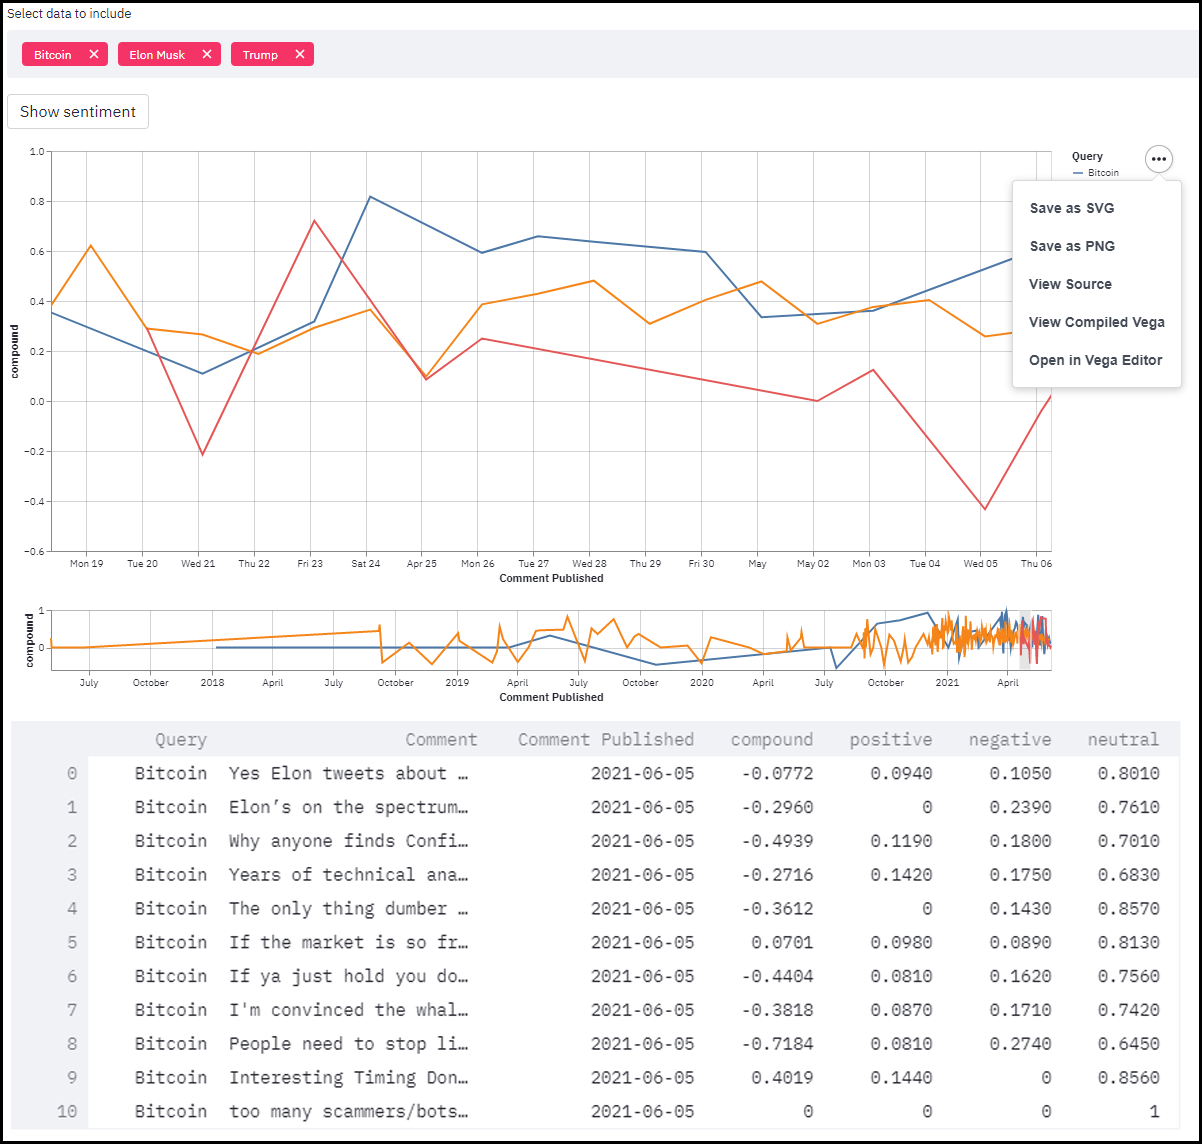 Select data to include
Bitcoin ✕ Elon Musk ✕ Trump ✕
Show sentiment
Query
Bitcoin
Save as SVG
Save as PNG
View Source
View Compiled Vega
Open in Vega Editor
1.0
0.8
0.6
0.4
0.2
0.0
−0.2
−0.4
−0.6
compound
Mon 19 Tue 20 Wed 21 Thu 22 Fri 23 Sat 24 Apr 25 Mon 26 Tue 27 Wed 28 Thu 29 Fri 30 May May 02 Mon 03 Tue 04 Wed 05 Thu 06
Comment Published
1
0
compound
July October 2018 April July October 2019 April July October 2020 April July October 2021 April
Comment Published
Query Comment Comment Published compound positive negative neutral
0 Bitcoin Yes Elon tweets about … 2021-06-05 -0.0772 0.0940 0.1050 0.8010
1 Bitcoin Elon’s on the spectrum… 2021-06-05 -0.2960 0 0.2390 0.7610
2 Bitcoin Why anyone finds Confi… 2021-06-05 -0.4939 0.1190 0.1800 0.7010
3 Bitcoin Years of technical ana… 2021-06-05 -0.2716 0.1420 0.1750 0.6830
4 Bitcoin The only thing dumber … 2021-06-05 -0.3612 0 0.1430 0.8570
5 Bitcoin If the market is so fr… 2021-06-05 0.0701 0.0980 0.0890 0.8130
6 Bitcoin If ya just hold you do… 2021-06-05 -0.4404 0.0810 0.1620 0.7560
7 Bitcoin I'm convinced the whal… 2021-06-05 -0.3818 0.0870 0.1710 0.7420
8 Bitcoin People need to stop li… 2021-06-05 -0.7184 0.0810 0.2740 0.6450
9 Bitcoin Interesting Timing Don… 2021-06-05 0.4019 0.1440 0 0.8560
10 Bitcoin too many scammers/bots… 2021-06-05 0 0 0 1